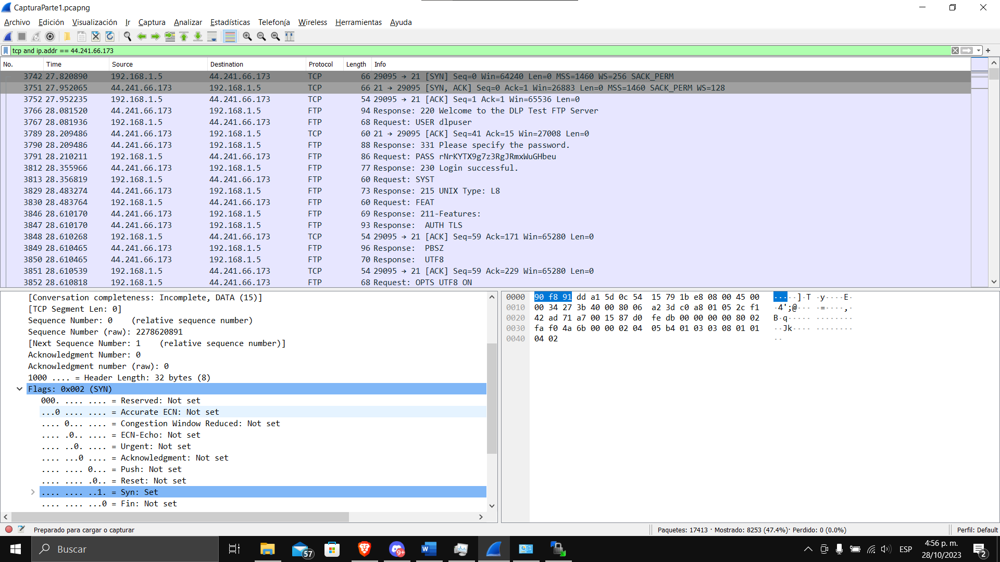 CapturaParte1.pcapng
Archivo Edición Visualización Ir Captura Analizar Estadísticas Telefonía Wireless Herramientas Ayuda
tcp and ip.addr == 44.241.66.173
No. Time Source Destination Protocol Length Info
3742 27.820890 192.168.1.5 44.241.66.173 TCP 66 29095 → 21 [SYN] Seq=0 Win=64240 Len=0 MSS=1460 WS=256 SACK_PERM
3751 27.952065 44.241.66.173 192.168.1.5 TCP 66 21 → 29095 [SYN, ACK] Seq=0 Ack=1 Win=26883 Len=0 MSS=1460 SACK_PERM WS=128
3752 27.952235 192.168.1.5 44.241.66.173 TCP 54 29095 → 21 [ACK] Seq=1 Ack=1 Win=65536 Len=0
3766 28.081520 44.241.66.173 192.168.1.5 FTP 94 Response: 220 Welcome to the DLP Test FTP Server
3767 28.081936 192.168.1.5 44.241.66.173 FTP 68 Request: USER dlpuser
3789 28.209486 44.241.66.173 192.168.1.5 TCP 60 21 → 29095 [ACK] Seq=41 Ack=15 Win=27008 Len=0
3790 28.209486 44.241.66.173 192.168.1.5 FTP 88 Response: 331 Please specify the password.
3791 28.210211 192.168.1.5 44.241.66.173 FTP 86 Request: PASS rNrKYTX9g7z3RgJRmxWuGHbeu
3812 28.355966 44.241.66.173 192.168.1.5 FTP 77 Response: 230 Login successful.
3813 28.356819 192.168.1.5 44.241.66.173 FTP 60 Request: SYST
3829 28.483274 44.241.66.173 192.168.1.5 FTP 73 Response: 215 UNIX Type: L8
3830 28.483764 192.168.1.5 44.241.66.173 FTP 60 Request: FEAT
3846 28.610170 44.241.66.173 192.168.1.5 FTP 69 Response: 211-Features:
3847 28.610170 44.241.66.173 192.168.1.5 FTP 93 Response:  AUTH TLS
3848 28.610268 192.168.1.5 44.241.66.173 TCP 54 29095 → 21 [ACK] Seq=59 Ack=171 Win=65280 Len=0
3849 28.610465 44.241.66.173 192.168.1.5 FTP 96 Response:  PBSZ
3850 28.610465 44.241.66.173 192.168.1.5 FTP 70 Response:  UTF8
3851 28.610539 192.168.1.5 44.241.66.173 TCP 54 29095 → 21 [ACK] Seq=59 Ack=229 Win=65280 Len=0
3852 28.610818 192.168.1.5 44.241.66.173 FTP 68 Request: OPTS UTF8 ON
[Conversation completeness: Incomplete, DATA (15)]
[TCP Segment Len: 0]
Sequence Number: 0    (relative sequence number)
Sequence Number (raw): 2278620891
[Next Sequence Number: 1    (relative sequence number)]
Acknowledgment Number: 0
Acknowledgment number (raw): 0
1000 .... = Header Length: 32 bytes (8)
Flags: 0x002 (SYN)
000. .... .... = Reserved: Not set
...0 .... .... = Accurate ECN: Not set
.... 0... .... = Congestion Window Reduced: Not set
.... .0.. .... = ECN-Echo: Not set
.... ..0. .... = Urgent: Not set
.... ...0 .... = Acknowledgment: Not set
.... .... 0... = Push: Not set
.... .... .0.. = Reset: Not set
.... .... ..1. = Syn: Set
.... .... ...0 = Fin: Not set
0000 90 f8 91 dd a1 5d 0c 54 15 79 1b e8 08 00 45 00 ·····]·T ·y····E·
0010 00 34 27 3b 40 00 80 06 a2 3d c0 a8 01 05 2c f1 ·4';@··· ·=····,·
0020 42 ad 71 a7 00 15 87 d0 fe db 00 00 00 00 80 02 B·q····· ········
0030 fa f0 4a 6b 00 00 02 04 05 b4 01 03 03 08 01 01 ··Jk···· ········
0040 04 02 ··
Preparado para cargar o capturar
Paquetes: 17413 · Mostrado: 8253 (47.4%) · Perdido: 0 (0.0%)
Perfil: Default
Buscar
57
9+
W
ESP
4:56 p. m.
28/10/2023
2